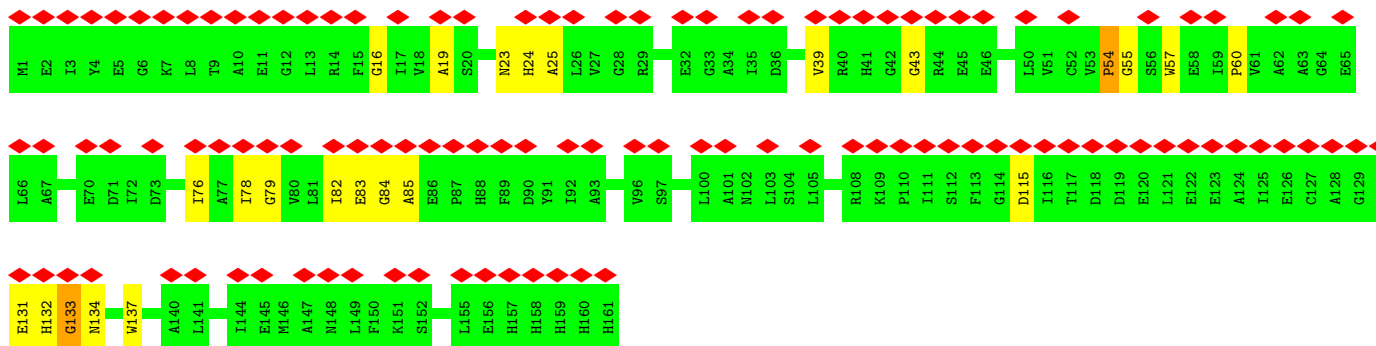 M1 E2 I3 Y4 E5 G6 K7 L8 T9 A10 E11 G12 L13 R14 F15 G16 I17 V18 A19 S20 N23 H24 A25 L26 V27 G28 R29 E32 G33 A34 I35 D36 V39 R40 H41 G42 G43 R44 E45 E46 L50 V51 C52 V53 P54 G55 S56 W57 E58 I59 P60 V61 A62 A63 G64 E65
L66 A67 E70 D71 I72 D73 I76 A77 I78 G79 V80 L81 I82 E83 G84 A85 E86 P87 H88 F89 D90 Y91 I92 A93 V96 S97 L100 A101 N102 L103 S104 L105 R108 K109 P110 I111 S112 F113 G114 D115 I116 T117 D118 D119 E120 L121 E122 E123 A124 I125 E126 C127 A128 G129
E131 H132 G133 N134 W137 A140 L141 I144 E145 M146 A147 N148 L149 F150 K151 S152 L155 E156 H157 H158 H159 H160 H161